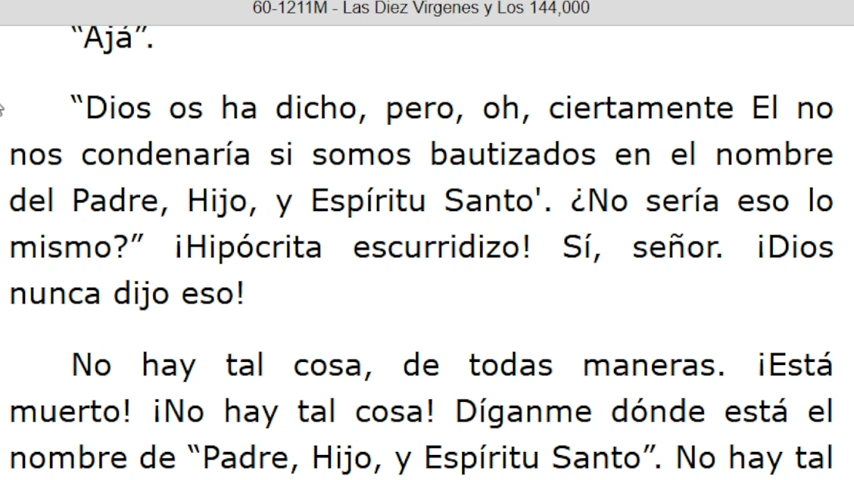 60-1211M - Las Diez Virgenes y Los 144,000
“Ajá”.
“Dios os ha dicho, pero, oh, ciertamente El no
nos condenaría si somos bautizados en el nombre
del Padre, Hijo, y Espíritu Santo'. ¿No sería eso lo
mismo?” ¡Hipócrita escurridizo! Sí, señor. ¡Dios
nunca dijo eso!
No hay tal cosa, de todas maneras. ¡Está
muerto! ¡No hay tal cosa! Díganme dónde está el
nombre de “Padre, Hijo, y Espíritu Santo”. No hay tal